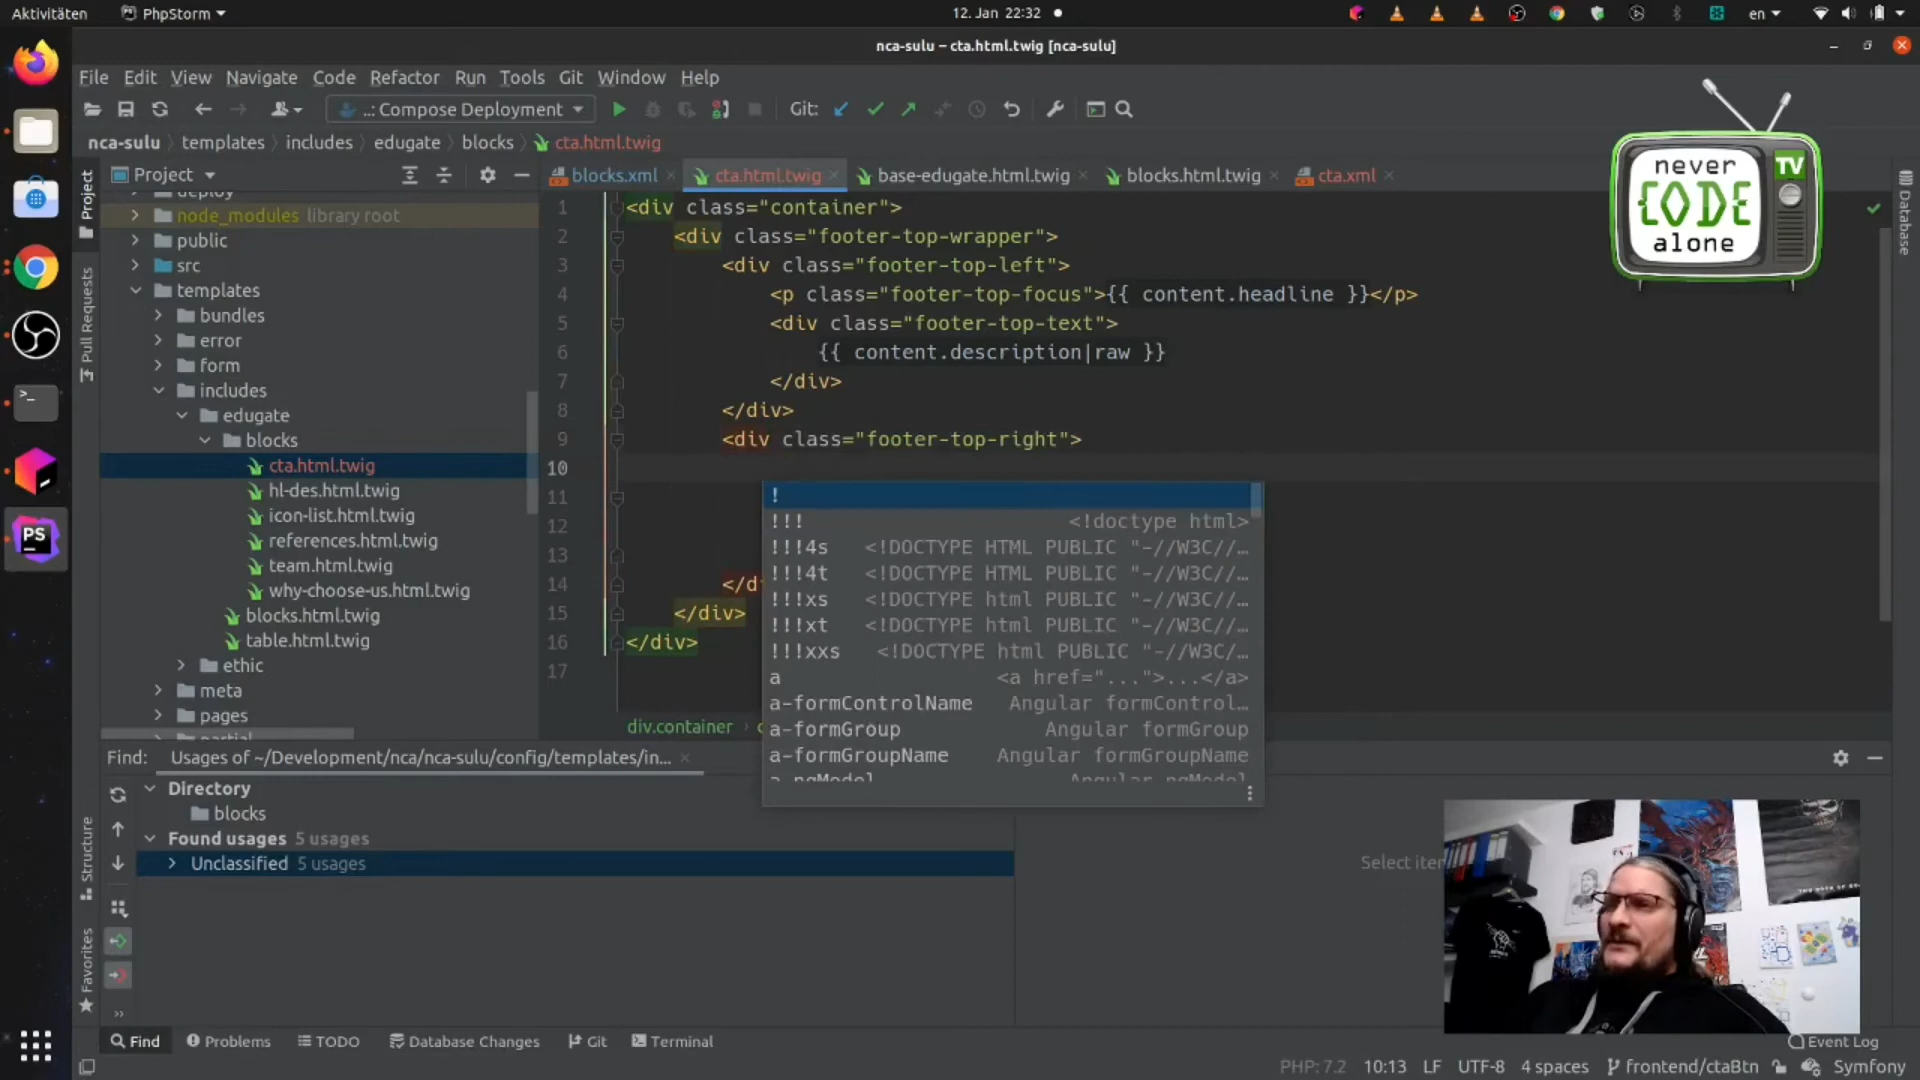 Aktivitäten
PhpStorm
12. Jan 22:32
en
nca-sulu – cta.html.twig [nca-sulu]
File Edit View Navigate Code Refactor Run Tools Git Run Window Help
..: Compose Deployment
Git:
nca-sulu
templates
includes
edugate
blocks
cta.html.twig
Project
blocks.xml
cta.html.twig
base-edugate.html.twig
blocks.html.twig
cta.xml
Project
Pull Requests
Structure
Favorites
Database
deploy
node_modules library root
public
src
templates
bundles
error
form
includes
edugate
blocks
cta.html.twig
hl-des.html.twig
icon-list.html.twig
references.html.twig
team.html.twig
why-choose-us.html.twig
blocks.html.twig
table.html.twig
ethic
meta
pages
partial
1 <div class="container">
2 <div class="footer-top-wrapper">
3 <div class="footer-top-left">
4 <p class="footer-top-focus">{{ content.headline }}</p>
5 <div class="footer-top-text">
6 {{ content.description|raw }}
7 </div>
8 </div>
9 <div class="footer-top-right">
10
11
12
13
14 </di
15 </div>
16 </div>
17
!
!!! <!doctype html>
!!!4s <!DOCTYPE HTML PUBLIC "-//W3C//…
!!!4t <!DOCTYPE HTML PUBLIC "-//W3C//…
!!!xs <!DOCTYPE html PUBLIC "-//W3C//…
!!!xt <!DOCTYPE html PUBLIC "-//W3C//…
!!!xxs <!DOCTYPE html PUBLIC "-//W3C/…
a <a href="...">...</a>
a-formControlName Angular formControl…
a-formGroup Angular formGroup
a-formGroupName Angular formGroupName
a-ngModel Angular ngModel
div.container
never
{CODE}
alone
TV
Find: Usages of ~/Development/nca/nca-sulu/config/templates/in...
Directory
blocks
Found usages 5 usages
Unclassified 5 usages
Select iter
PS
Find
Problems
TODO
Database Changes
Git
Terminal
Event Log
PHP: 7.2 10:13 LF UTF-8 4 spaces frontend/ctaBtn Symfony